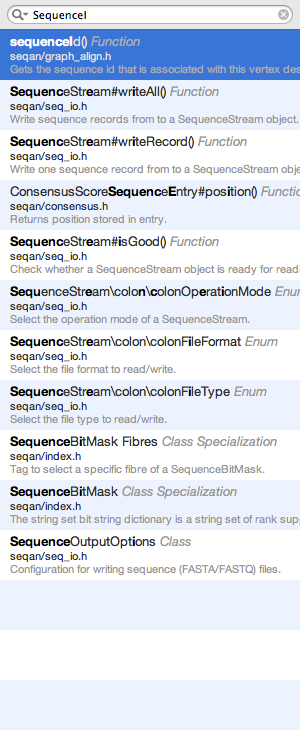 Sequencel
sequenceId() Function
seqan/graph_align.h
Gets the sequence id that is associated with this vertex des
SequenceStream#writeAll() Function
seqan/seq_io.h
Write sequence records from to a SequenceStream object.
SequenceStream#writeRecord() Function
seqan/seq_io.h
Write one sequence record from to a SequenceStream obje
ConsensusScoreSequenceEntry#position() Functio
seqan/consensus.h
Returns position stored in entry.
SequenceStream#isGood() Function
seqan/seq_io.h
Check whether a SequenceStream object is ready for readi
SequenceStream\colon\colonOperationMode Enum
seqan/seq_io.h
Select the operation mode of a SequenceStream.
SequenceStream\colon\colonFileFormat Enum
seqan/seq_io.h
Select the file format to read/write.
SequenceStream\colon\colonFileType Enum
seqan/seq_io.h
Select the file type to read/write.
SequenceBitMask Fibres Class Specialization
seqan/index.h
Tag to select a specific fibre of a SequenceBitMask.
SequenceBitMask Class Specialization
seqan/index.h
The string set bit string dictionary is a string set of rank supp
SequenceOutputOptions Class
seqan/seq_io.h
Configuration for writing sequence (FASTA/FASTQ) files.